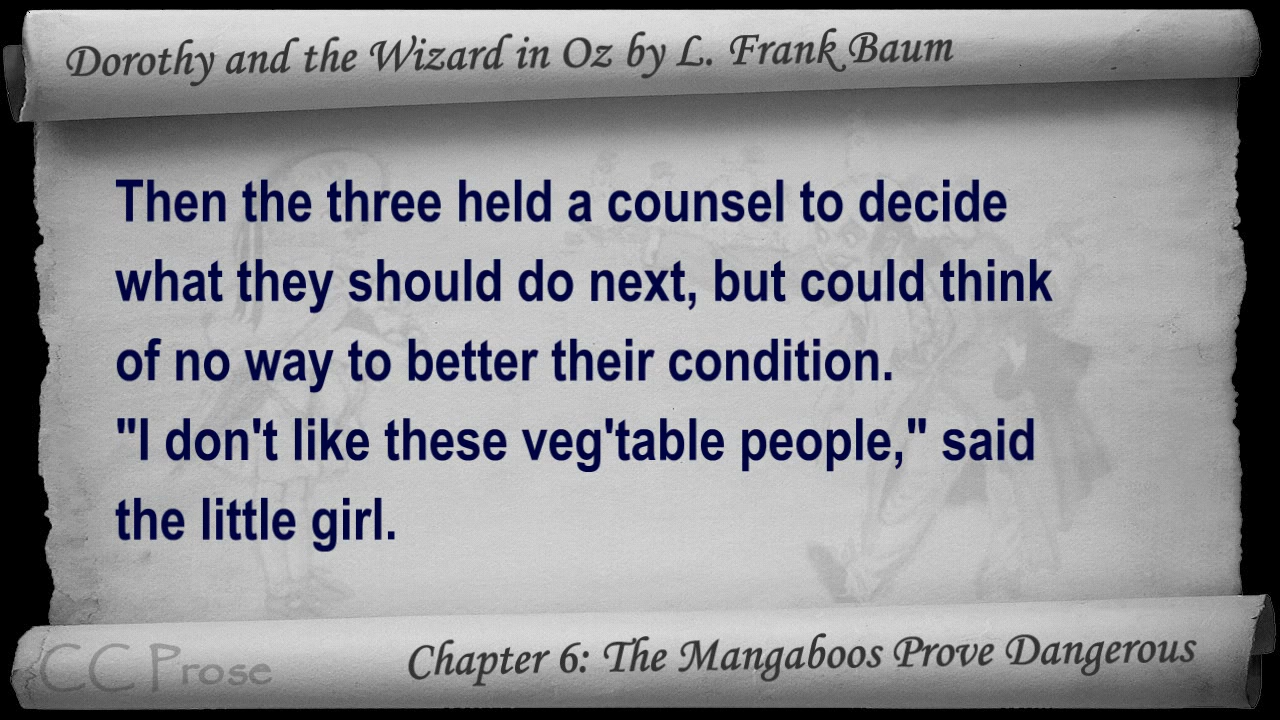 Dorothy and the Wizard in Oz by L. Frank Baum
Then the three held a counsel to decide
what they should do next, but could think
of no way to better their condition.
"I don't like these veg'table people," said
the little girl.
CC Prose
Chapter 6: The Mangaboos Prove Dangerous